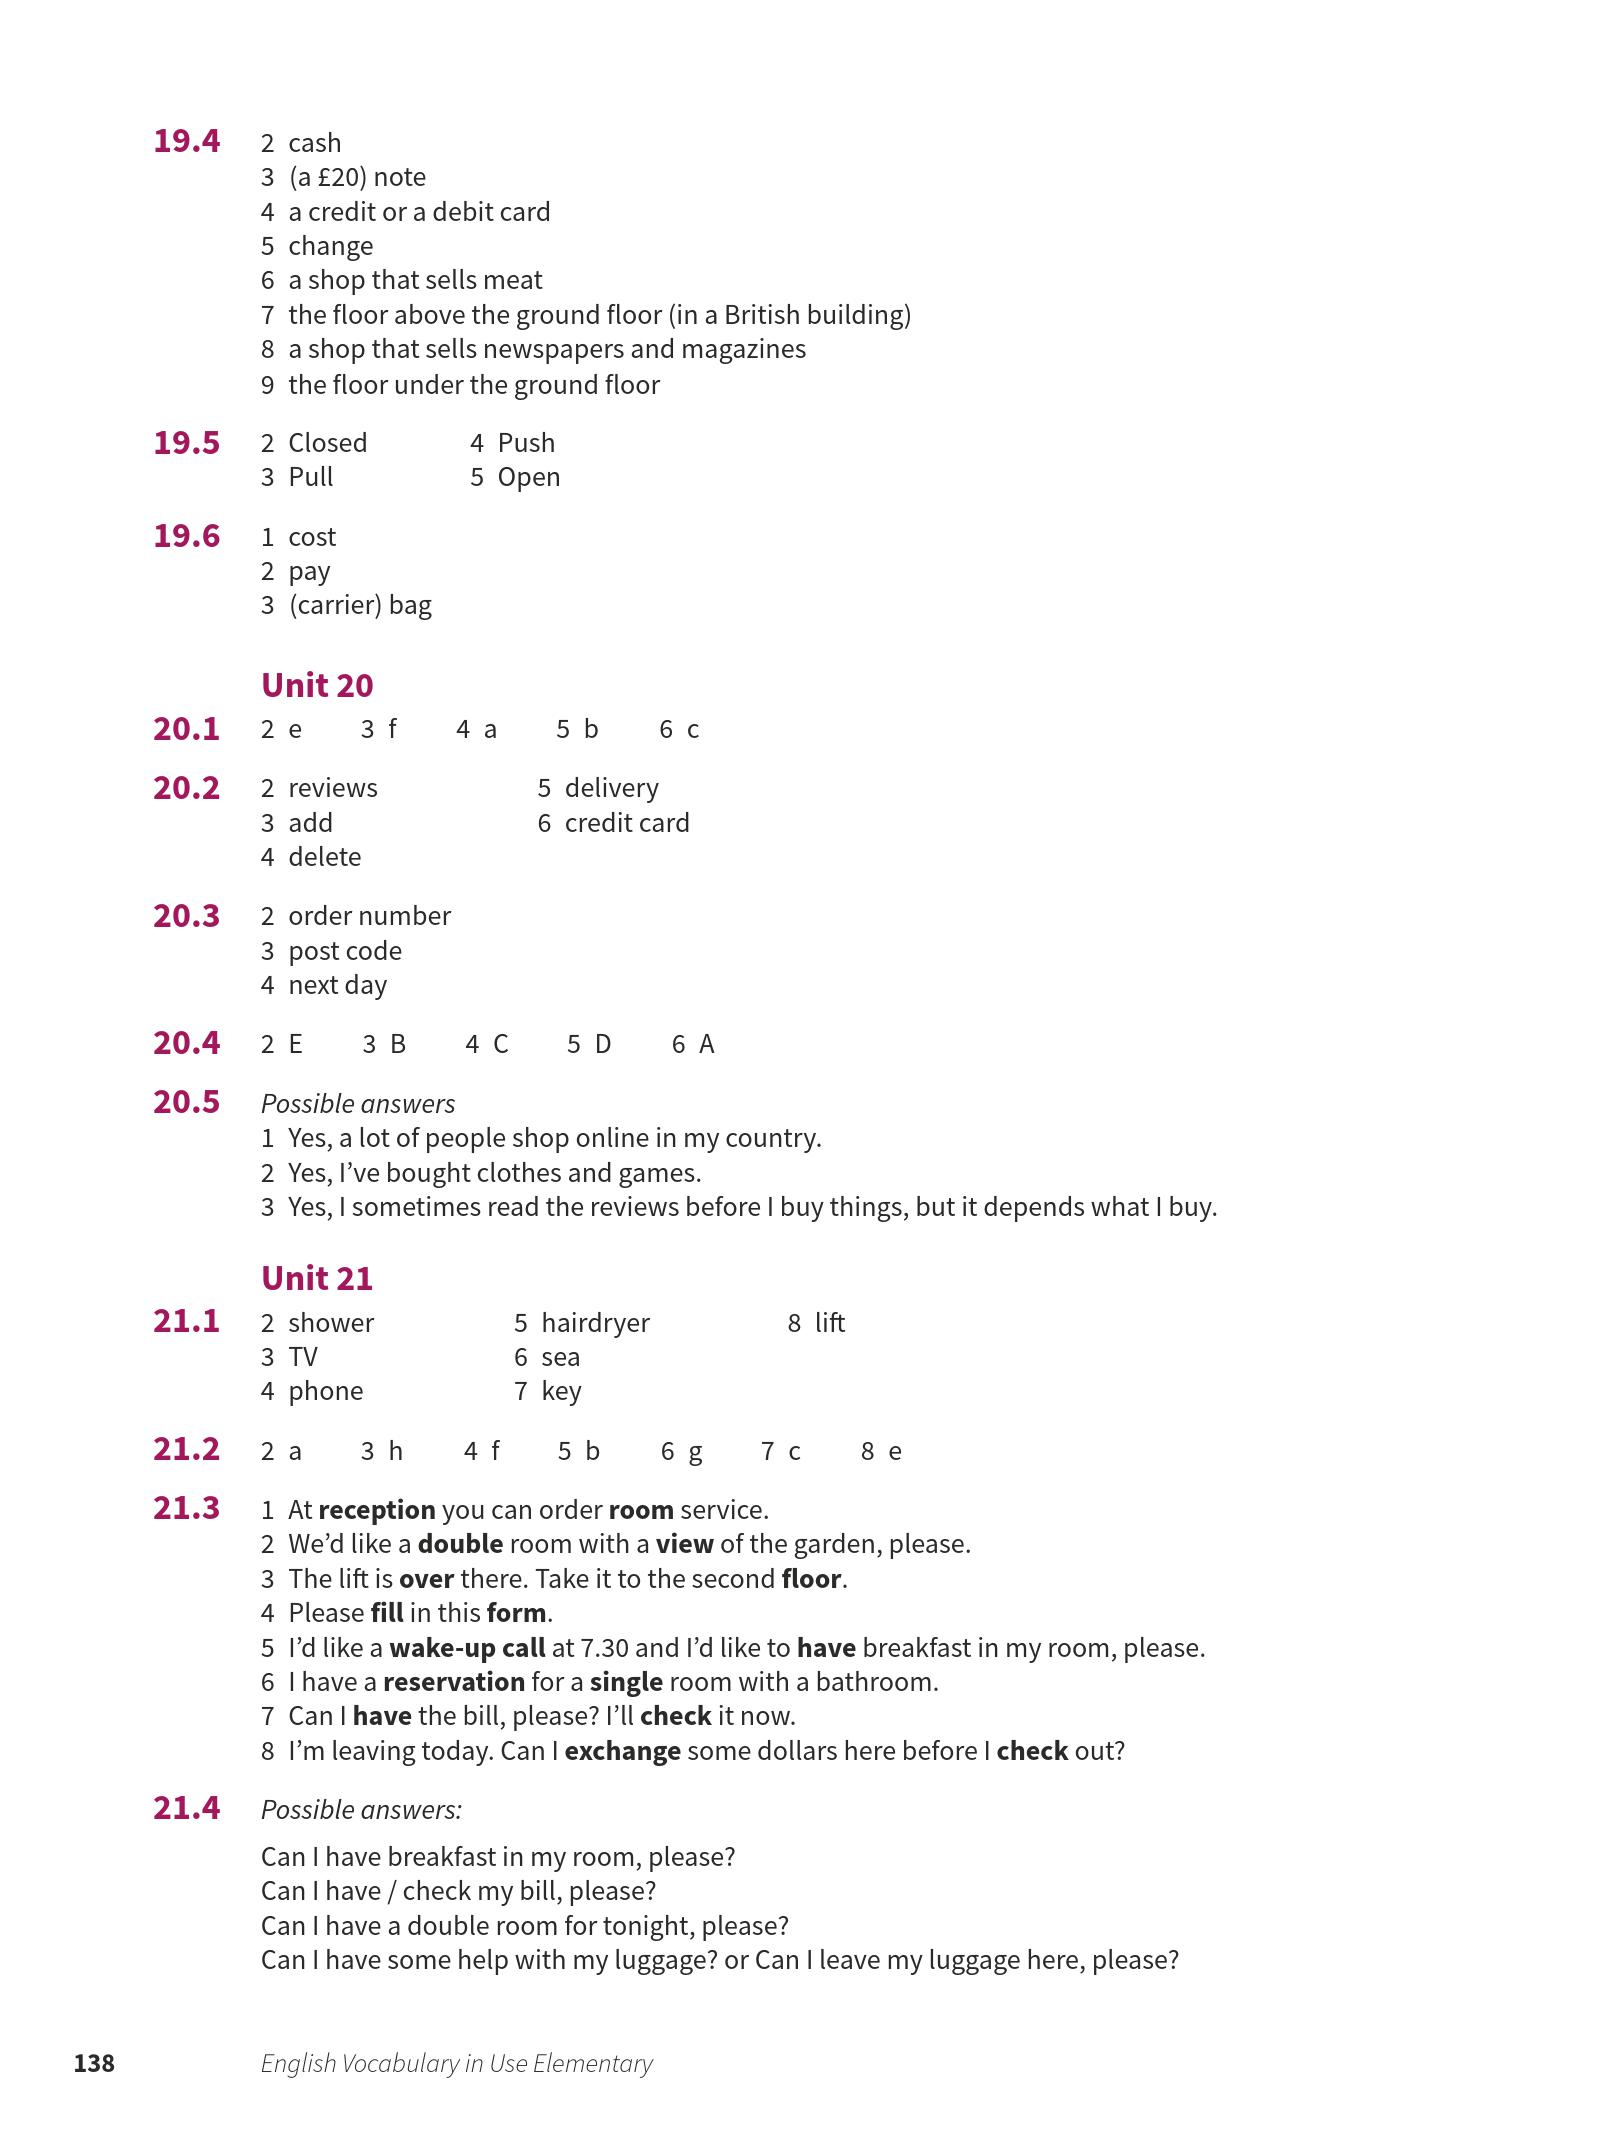 19.4 2 cash
3 (a £20) note
4 a credit or a debit card
5 change
6 a shop that sells meat
7 the floor above the ground floor (in a British building)
8 a shop that sells newspapers and magazines
9 the floor under the ground floor
19.5 2 Closed 4 Push
3 Pull 5 Open
19.6 1 cost
2 pay
3 (carrier) bag
Unit 20
20.1 2 e 3 f 4 a 5 b 6 c
20.2 2 reviews 5 delivery
3 add 6 credit card
4 delete
20.3 2 order number
3 post code
4 next day
20.4 2 E 3 B 4 C 5 D 6 A
20.5 Possible answers
1 Yes, a lot of people shop online in my country.
2 Yes, I’ve bought clothes and games.
3 Yes, I sometimes read the reviews before I buy things, but it depends what I buy.
Unit 21
21.1 2 shower 5 hairdryer 8 lift
3 TV 6 sea
4 phone 7 key
21.2 2 a 3 h 4 f 5 b 6 g 7 c 8 e
21.3 1 At reception you can order room service.
2 We’d like a double room with a view of the garden, please.
3 The lift is over there. Take it to the second floor.
4 Please fill in this form.
5 I’d like a wake-up call at 7.30 and I’d like to have breakfast in my room, please.
6 I have a reservation for a single room with a bathroom.
7 Can I have the bill, please? I’ll check it now.
8 I’m leaving today. Can I exchange some dollars here before I check out?
21.4 Possible answers:
Can I have breakfast in my room, please?
Can I have / check my bill, please?
Can I have a double room for tonight, please?
Can I have some help with my luggage? or Can I leave my luggage here, please?
138 English Vocabulary in Use Elementary